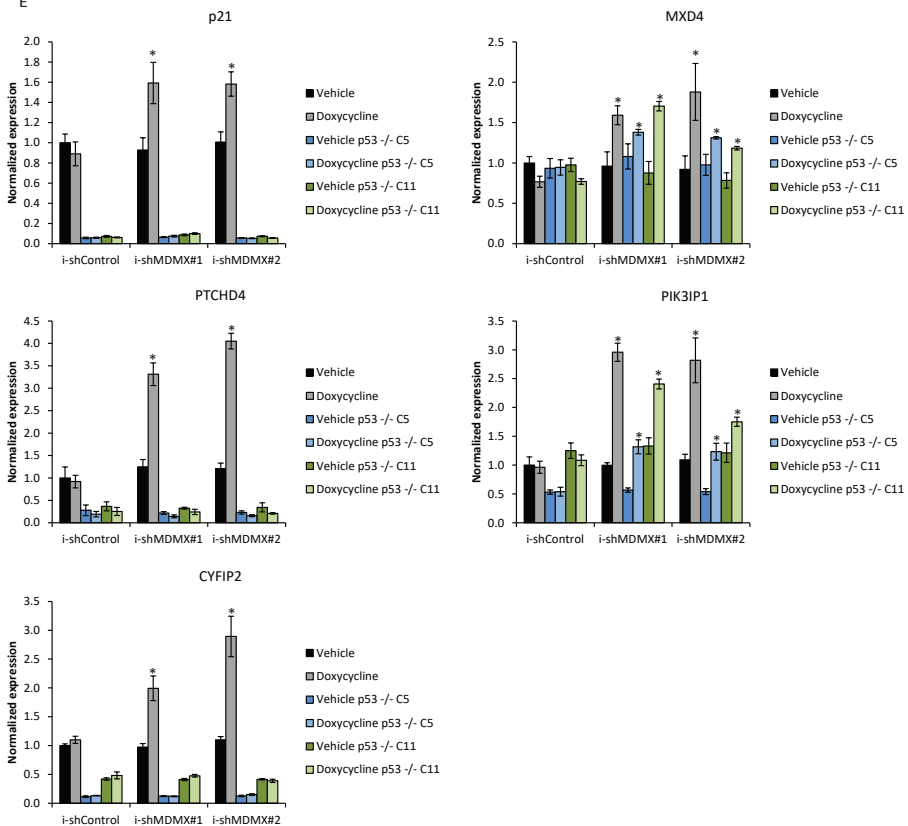 E
p21
Normalized expression
2.0
1.8
1.6
1.4
1.2
1.0
0.8
0.6
0.4
0.2
0.0
*
*
i-shControl i-shMDMX#1 i-shMDMX#2
Vehicle
Doxycycline
Vehicle p53 -/- C5
Doxycycline p53 -/- C5
Vehicle p53 -/- C11
Doxycycline p53 -/- C11
MXD4
Normalized expression
2.5
2.0
1.5
1.0
0.5
0.0
* * * * * *
i-shControl i-shMDMX#1 i-shMDMX#2
Vehicle
Doxycycline
Vehicle p53 -/- C5
Doxycycline p53 -/- C5
Vehicle p53 -/- C11
Doxycycline p53 -/- C11
PTCHD4
Normalized expression
4.5
4.0
3.5
3.0
2.5
2.0
1.5
1.0
0.5
0.0
*
*
i-shControl i-shMDMX#1 i-shMDMX#2
Vehicle
Doxycycline
Vehicle p53 -/- C5
Doxycycline p53 -/- C5
Vehicle p53 -/- C11
Doxycycline p53 -/- C11
PIK3IP1
Normalized expression
3.5
3.0
2.5
2.0
1.5
1.0
0.5
0.0
* * * * * *
i-shControl i-shMDMX#1 i-shMDMX#2
Vehicle
Doxycycline
Vehicle p53 -/- C5
Doxycycline p53 -/- C5
Vehicle p53 -/- C11
Doxycycline p53 -/- C11
CYFIP2
Normalized expression
3.5
3.0
2.5
2.0
1.5
1.0
0.5
0.0
*
*
i-shControl i-shMDMX#1 i-shMDMX#2
Vehicle
Doxycycline
Vehicle p53 -/- C5
Doxycycline p53 -/- C5
Vehicle p53 -/- C11
Doxycycline p53 -/- C11